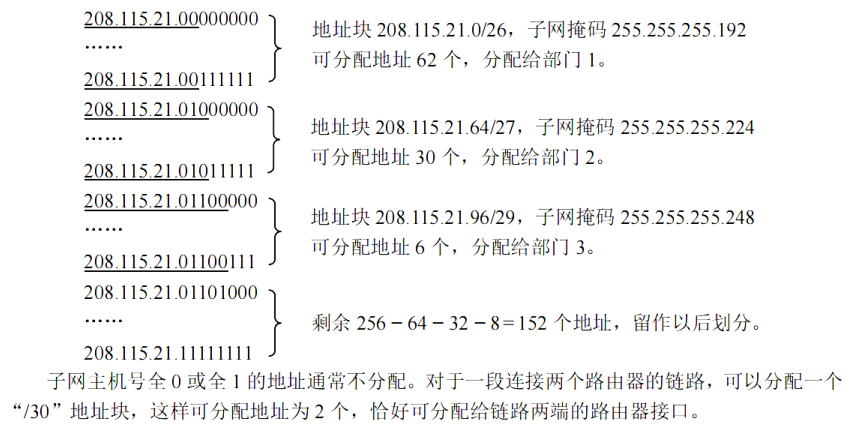 208.115.21.00000000
……
208.115.21.00111111
地址块 208.115.21.0/26，子网掩码 255.255.255.192
可分配地址 62 个，分配给部门 1。
208.115.21.01000000
……
208.115.21.01011111
地址块 208.115.21.64/27，子网掩码 255.255.255.224
可分配地址 30 个，分配给部门 2。
208.115.21.01100000
……
208.115.21.01100111
地址块 208.115.21.96/29，子网掩码 255.255.255.248
可分配地址 6 个，分配给部门 3。
208.115.21.01101000
……
208.115.21.11111111
剩余 256－64－32－8=152 个地址，留作以后划分。
子网主机号全 0 或全 1 的地址通常不分配。对于一段连接两个路由器的链路，可以分配一个
“/30”地址块，这样可分配地址为 2 个，恰好可分配给链路两端的路由器接口。